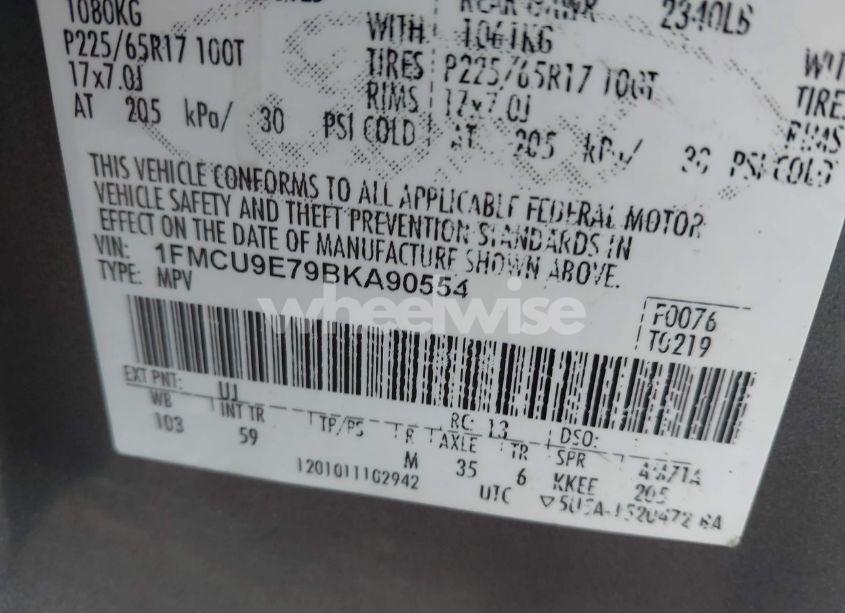 1080KG
P225/65R17 100T
17x7.0J
AT 205 kPa/ 30 PSI COLD
2340LB
WITH 1061KG
TIRES P225/65R17 100T
RIMS 17x7.0J
AT 205 kPa/ 30 PSI COLD
WIT
TIRE
RIMS
THIS VEHICLE CONFORMS TO ALL APPLICABLE FEDERAL MOTOR
VEHICLE SAFETY AND THEFT PREVENTION STANDARDS IN
EFFECT ON THE DATE OF MANUFACTURE SHOWN ABOVE.
VIN: 1FMCU9E79BKA90554
TYPE: MPV
wheelwise
F0076
T0219
EXT PNT: UJ RC: 13 DSO:
WB INT TR TP/PS R AXLE TR SPR
103 59 M 35 6 KKEE 205
1201011102942 UTC